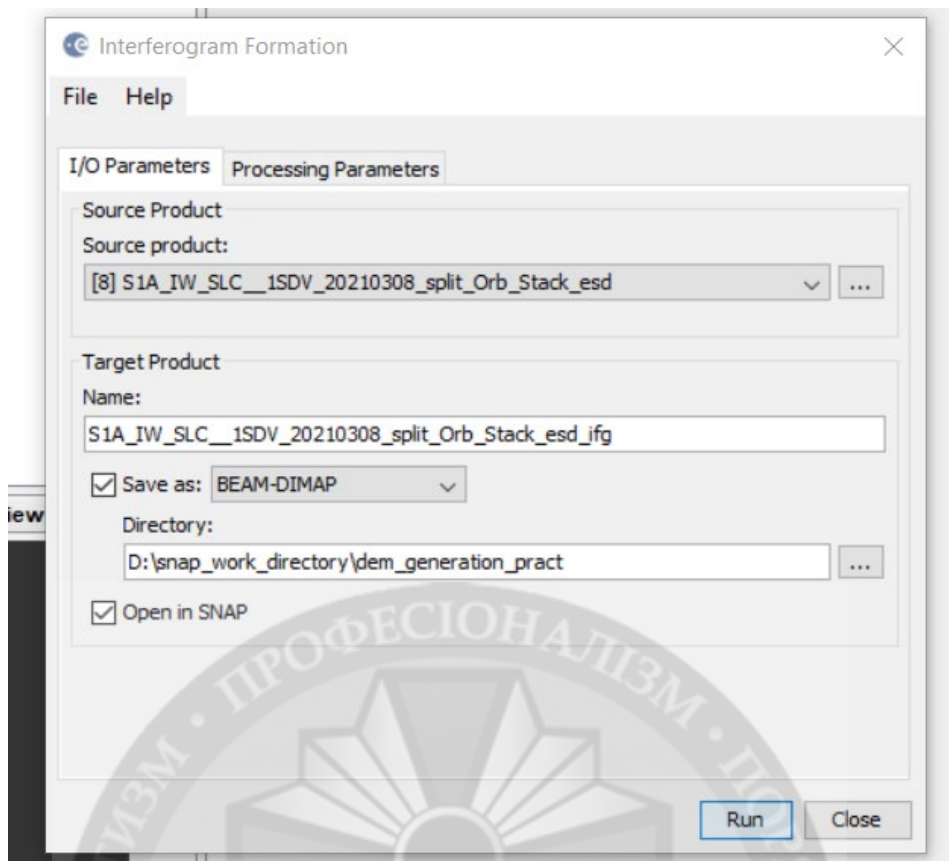 Interferogram Formation
File Help
I/O Parameters Processing Parameters
Source Product
Source product:
[8] S1A_IW_SLC__1SDV_20210308_split_Orb_Stack_esd
...
Target Product
Name:
S1A_IW_SLC__1SDV_20210308_split_Orb_Stack_esd_ifg
Save as: BEAM-DIMAP
iew
Directory:
D:\snap_work_directory\dem_generation_pract
...
Open in SNAP
ПРОФЕСІОНАЛІЗМ
Run Close